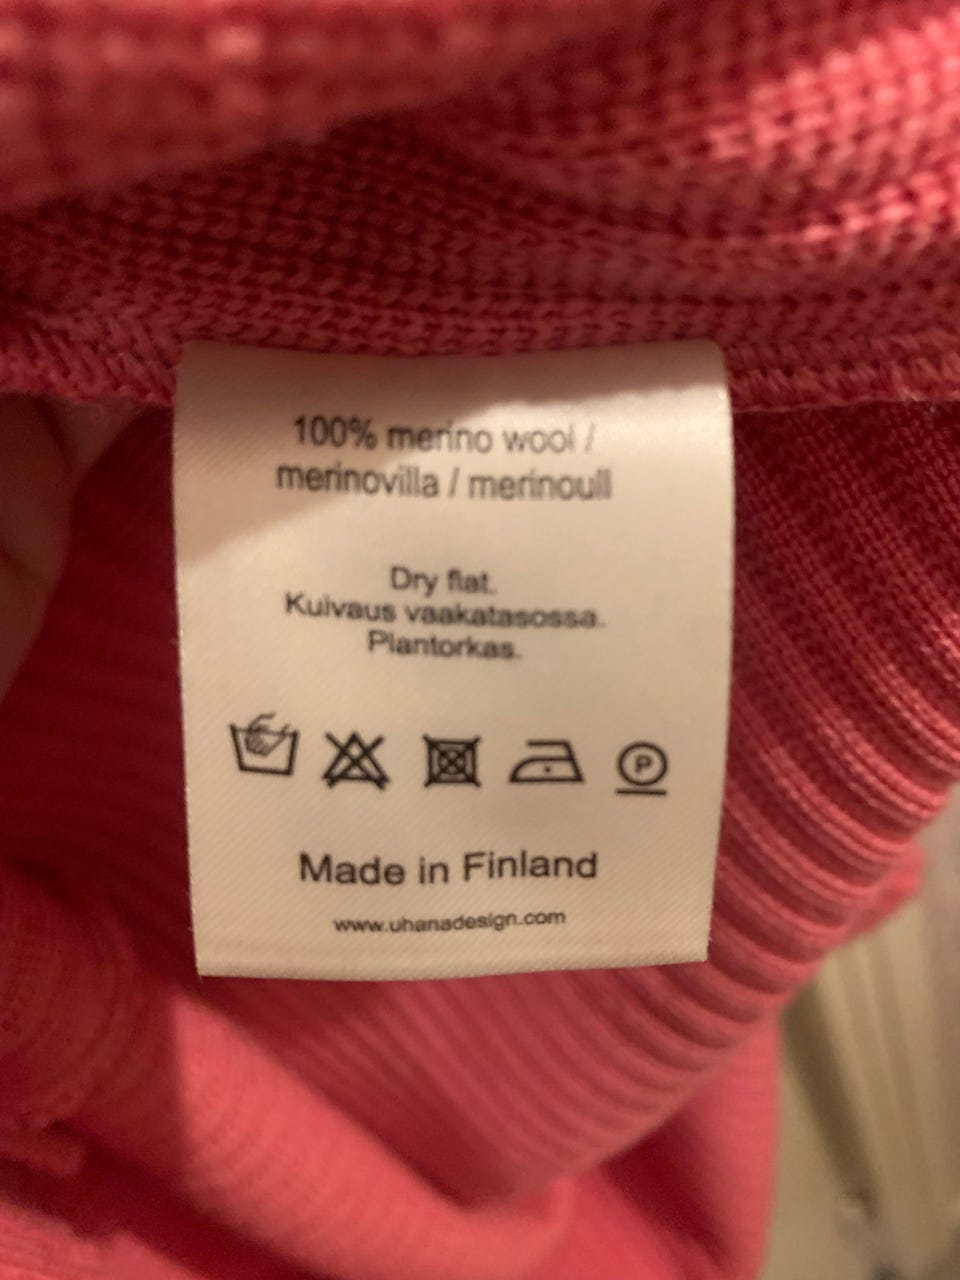 100% merino wool /
merinovilla / merinoull
Dry flat.
Kuivaus vaakatasossa.
Plantorkas.
P
Made in Finland
www.uhanadesign.com